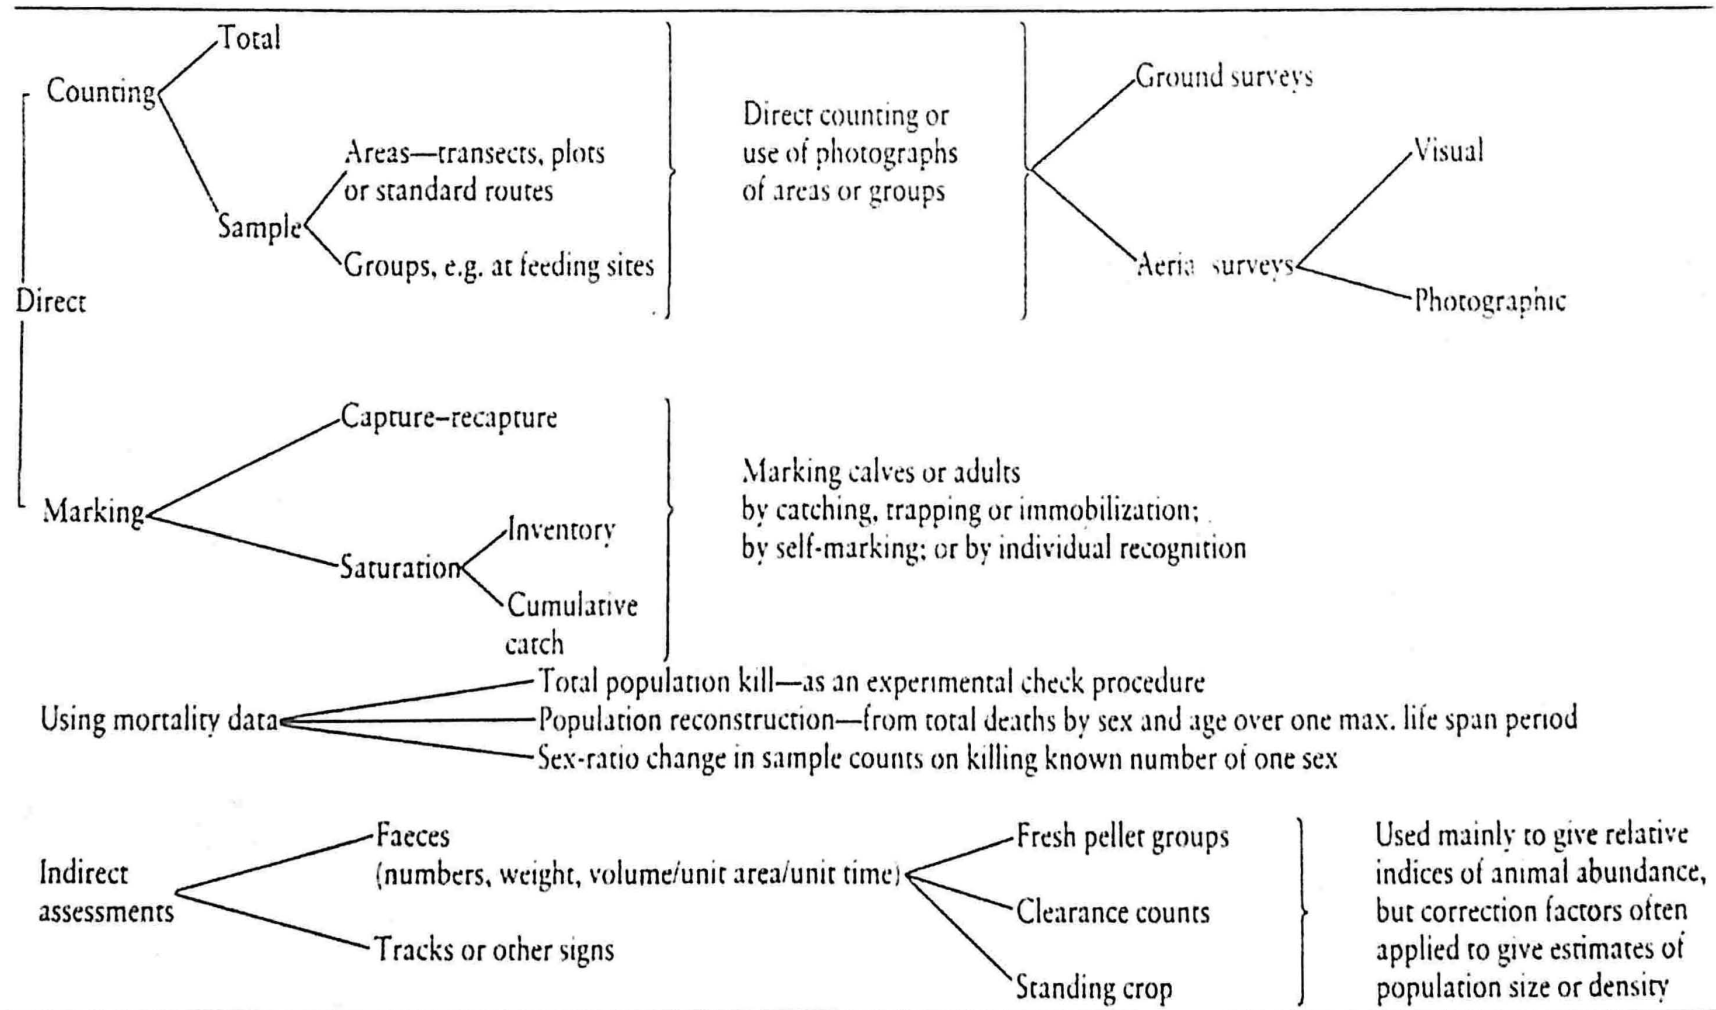 Total
Counting
Areas—transects, plots
or standard routes
Sample
Groups, e.g. at feeding sites
Direct
Direct counting or
use of photographs
of areas or groups
Ground surveys
Visual
Aeria surveys
Photographic
Capture–recapture
Marking
Inventory
Saturation
Cumulative
catch
Marking calves or adults
by catching, trapping or immobilization;
by self-marking; or by individual recognition
Using mortality data
Total population kill—as an experimental check procedure
Population reconstruction—from total deaths by sex and age over one max. life span period
Sex-ratio change in sample counts on killing known number of one sex
Indirect
assessments
Faeces
(numbers, weight, volume/unit area/unit time)
Tracks or other signs
Fresh pellet groups
Clearance counts
Standing crop
Used mainly to give relative
indices of animal abundance,
but correction factors often
applied to give estimates of
population size or density